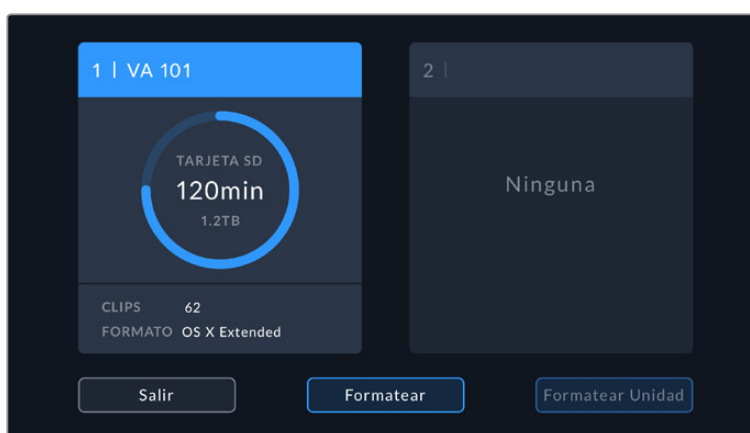 1 | VA 101
TARJETA SD
120min
1.2TB
CLIPS 62
FORMATO OS X Extended
2 |
Ninguna
Salir
Formatear
Formatear Unidad